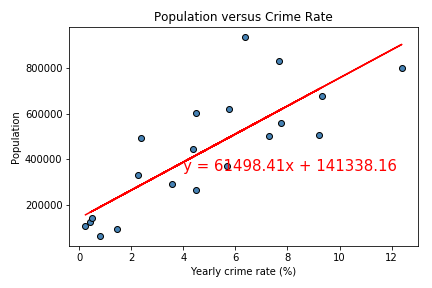 Population versus Crime Rate
800000
600000
400000
200000
Population
y = 61498.41x + 141338.16
0
2
4
6
8
10
12
Yearly crime rate (%)